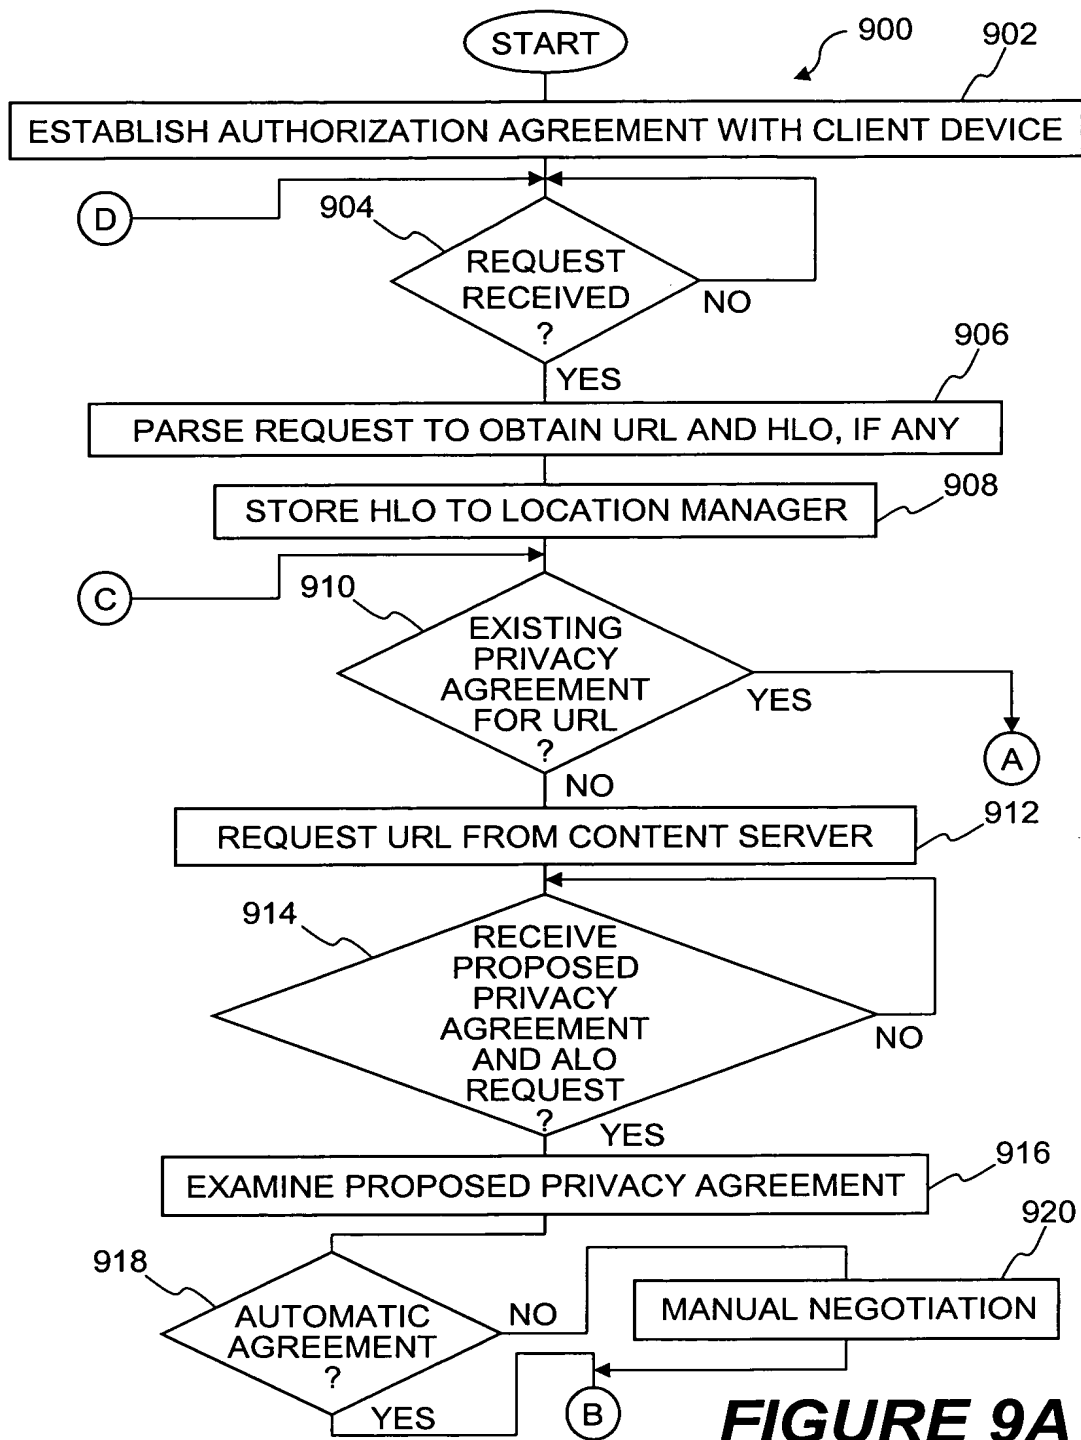 START
900
902
ESTABLISH AUTHORIZATION AGREEMENT WITH CLIENT DEVICE
D
904
REQUEST
RECEIVED
?
NO
YES
906
PARSE REQUEST TO OBTAIN URL AND HLO, IF ANY
908
STORE HLO TO LOCATION MANAGER
C
910
EXISTING
PRIVACY
AGREEMENT
FOR URL
?
YES
A
NO
912
REQUEST URL FROM CONTENT SERVER
914
RECEIVE
PROPOSED
PRIVACY
AGREEMENT
AND ALO
REQUEST
?
NO
YES
916
EXAMINE PROPOSED PRIVACY AGREEMENT
918
AUTOMATIC
AGREEMENT
?
NO
920
MANUAL NEGOTIATION
YES
B
FIGURE 9A